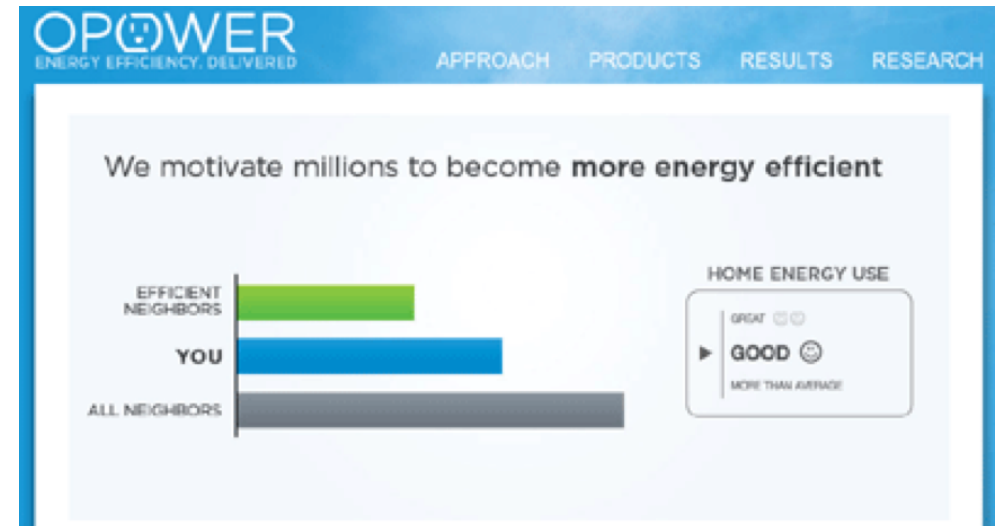 OPOWER
ENERGY EFFICIENCY. DELIVERED
APPROACH PRODUCTS RESULTS RESEARCH
We motivate millions to become more energy efficient
EFFICIENT
NEIGHBORS
YOU
ALL NEIGHBORS
HOME ENERGY USE
GREAT
GOOD
MORE THAN AVERAGE